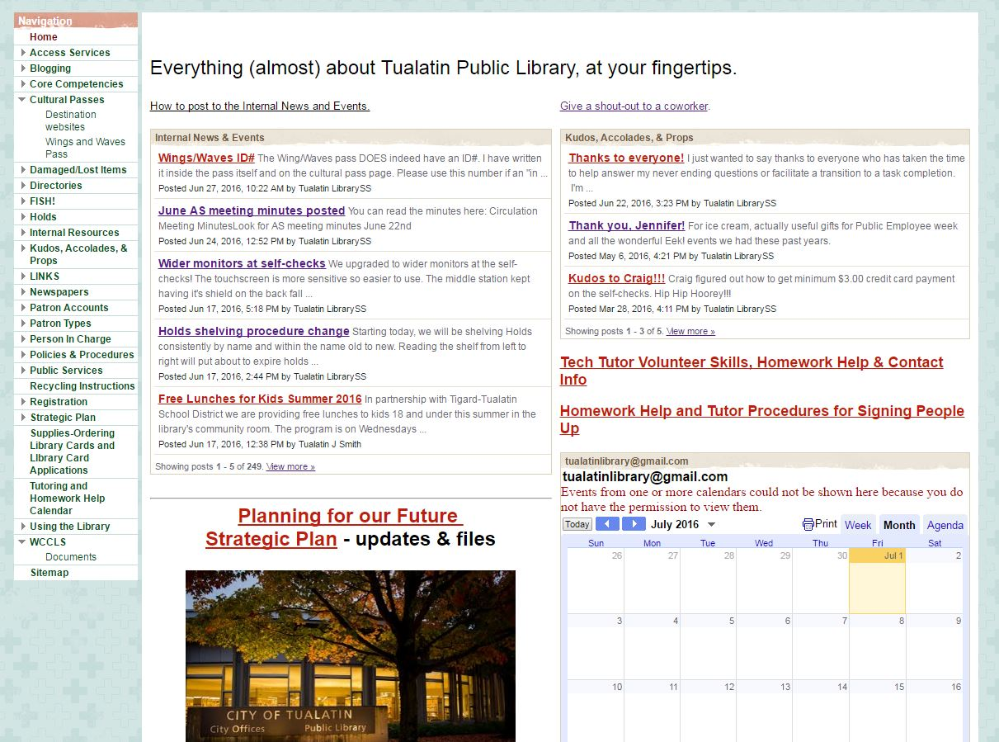 Navigation
Home
Access Services
Blogging
Core Competencies
Cultural Passes
Destination
websites
Wings and Waves
Pass
Damaged/Lost Items
Directories
FISH!
Holds
Internal Resources
Kudos, Accolades, &
Props
LINKS
Newspapers
Patron Accounts
Patron Types
Person In Charge
Policies & Procedures
Public Services
Recycling Instructions
Registration
Strategic Plan
Supplies-Ordering
Library Cards and
LIbrary Card
Applications
Tutoring and
Homework Help
Calendar
Using the Library
WCCLS
Documents
Sitemap
Everything (almost) about Tualatin Public Library, at your fingertips.
How to post to the Internal News and Events.
Internal News & Events
Wings/Waves ID# The Wing/Waves pass DOES indeed have an ID#. I have written
it inside the pass itself and on the cultural pass page. Please use this number if an "in ...
Posted Jun 27, 2016, 10:22 AM by Tualatin LibrarySS
June AS meeting minutes posted You can read the minutes here: Circulation
Meeting MinutesLook for AS meeting minutes June 22nd
Posted Jun 24, 2016, 12:52 PM by Tualatin LibrarySS
Wider monitors at self-checks We upgraded to wider monitors at the self-
checks! The touchscreen is more sensitive so easier to use. The middle station kept
having it's shield on the back fall ...
Posted Jun 17, 2016, 5:18 PM by Tualatin LibrarySS
Holds shelving procedure change Starting today, we will be shelving Holds
consistently by name and within the name old to new. Reading the shelf from left to
right will put about to expire holds ...
Posted Jun 17, 2016, 2:44 PM by Tualatin LibrarySS
Free Lunches for Kids Summer 2016 In partnership with Tigard-Tualatin
School District we are providing free lunches to kids 18 and under this summer in the
library's community room. The program is on Wednesdays ...
Posted Jun 17, 2016, 12:38 PM by Tualatin J Smith
Showing posts 1 - 5 of 249. View more »
Planning for our Future
Strategic Plan - updates & files
CITY OF TUALATIN
City Offices Public Library
Give a shout-out to a coworker.
Kudos, Accolades, & Props
Thanks to everyone! I just wanted to say thanks to everyone who has taken the time
to help answer my never ending questions or facilitate a transition to a task completion.
I'm ...
Posted Jun 22, 2016, 3:23 PM by Tualatin LibrarySS
Thank you, Jennifer! For ice cream, actually useful gifts for Public Employee week
and all the wonderful Eek! events we had these past years.
Posted May 6, 2016, 4:21 PM by Tualatin LibrarySS
Kudos to Craig!!! Craig figured out how to get minimum $3.00 credit card payment
on the self-checks. Hip Hip Hoorey!!!
Posted Mar 28, 2016, 4:11 PM by Tualatin LibrarySS
Showing posts 1 - 3 of 5. View more »
Tech Tutor Volunteer Skills, Homework Help & Contact
Info
Homework Help and Tutor Procedures for Signing People
Up
tualatinlibrary@gmail.com
tualatinlibrary@gmail.com
Events from one or more calendars could not be shown here because you do
not have the permission to view them.
Today July 2016 Print Week Month Agenda
Sun Mon Tue Wed Thu Fri Sat
26 27 28 29 30 Jul 1 2
3 4 5 6 7 8 9
10 11 12 13 14 15 16